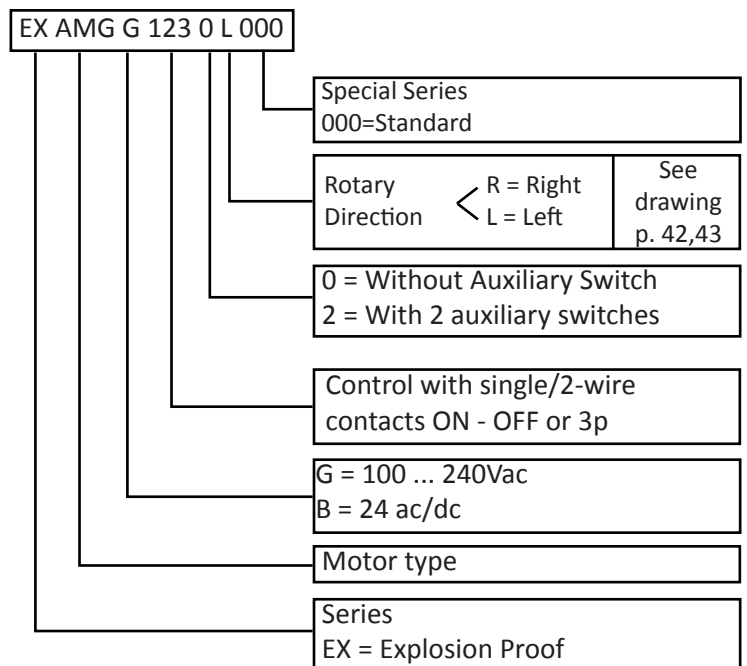 EX AMG G 123 0 L 000
Special Series
000=Standard
Rotary
Direction
R = Right
L = Left
See
drawing
p. 42,43
0 = Without Auxiliary Switch
2 = With 2 auxiliary switches
Control with single/2-wire
contacts ON - OFF or 3p
G = 100 ... 240Vac
B = 24 ac/dc
Motor type
Series
EX = Explosion Proof